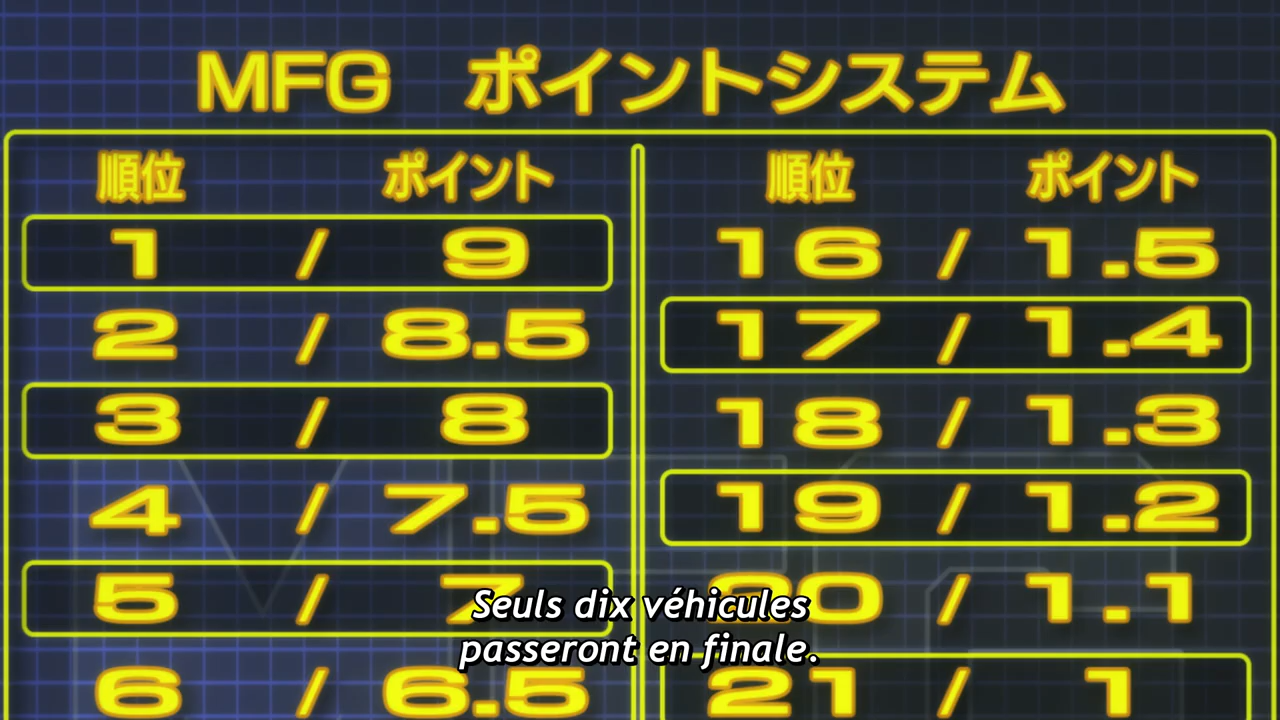 MFG ポイントシステム
順位 ポイント
1 / 9
2 / 8.5
3 / 8
4 / 7.5
5 / 7
6 / 6.5
順位 ポイント
16 / 1.5
17 / 1.4
18 / 1.3
19 / 1.2
20 / 1.1
21 / 1
Seuls dix véhicules
passeront en finale.